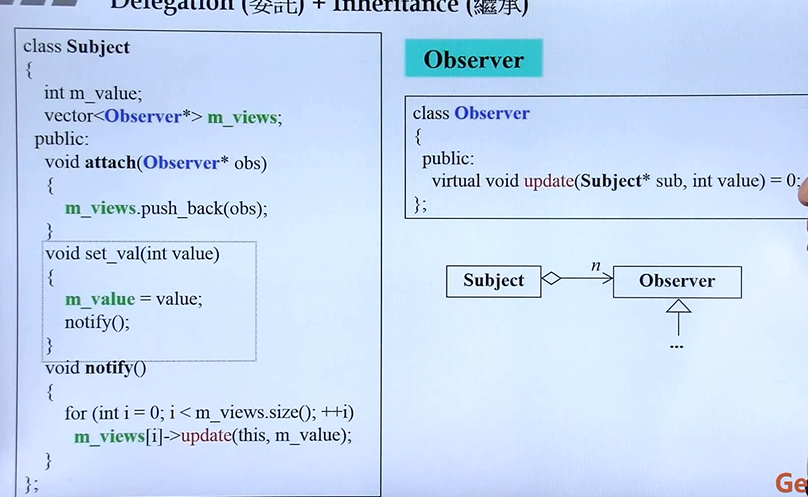 Delegation (委託) + Inheritance (繼承)
class Subject
{
int m_value;
vector<Observer*> m_views;
public:
void attach(Observer* obs)
{
m_views.push_back(obs);
}
void set_val(int value)
{
m_value = value;
notify();
}
void notify()
{
for (int i = 0; i < m_views.size(); ++i)
m_views[i]->update(this, m_value);
}
};
Observer
class Observer
{
public:
virtual void update(Subject* sub, int value) = 0;
};
Subject
n
Observer
...
Ge